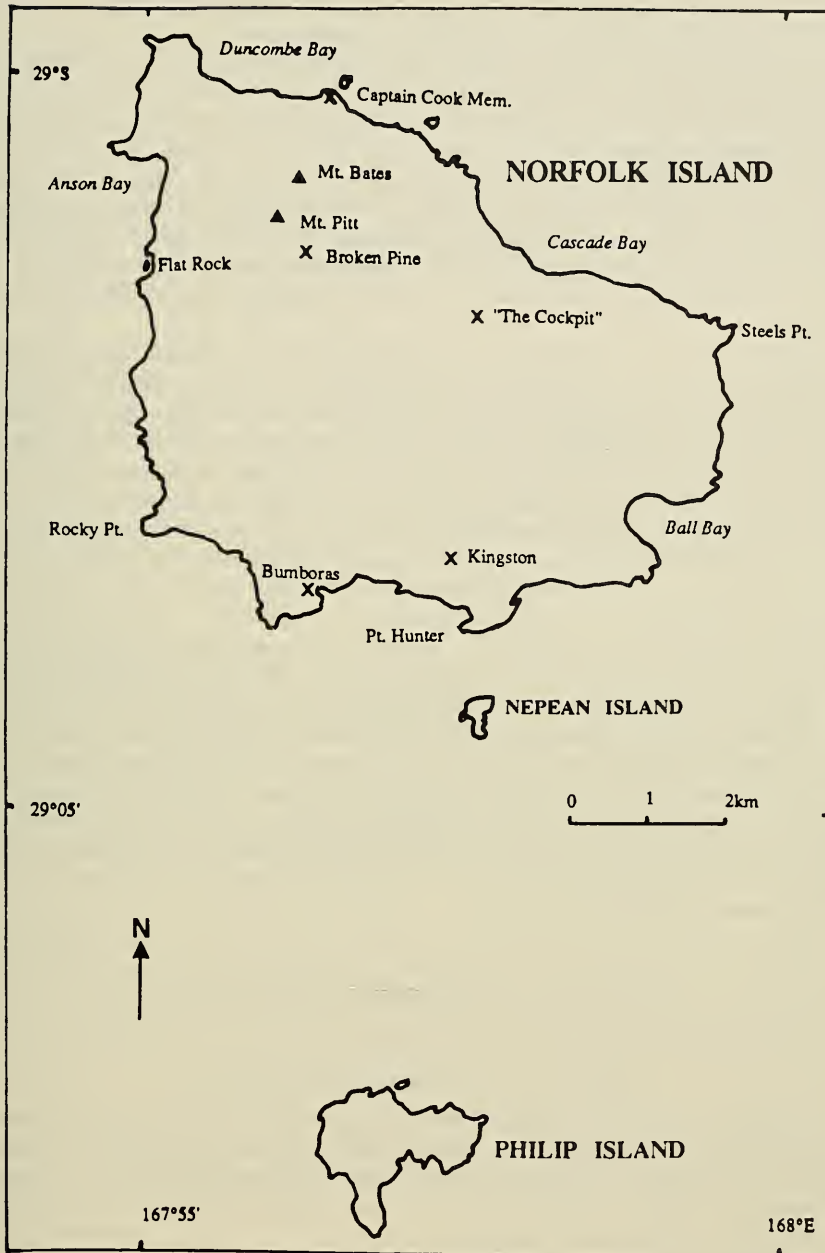 Duncombe Bay
29°S
Captain Cook Mem.
NORFOLK ISLAND
Mt. Bates
Anson Bay
Mt. Pitt
Cascade Bay
Broken Pine
Flat Rock
"The Cockpit"
Steels Pt.
Rocky Pt.
Ball Bay
Kingston
Bumboras
Pt. Hunter
NEPEAN ISLAND
29°05'
0 1 2km
N
PHILIP ISLAND
167°55'
168°E